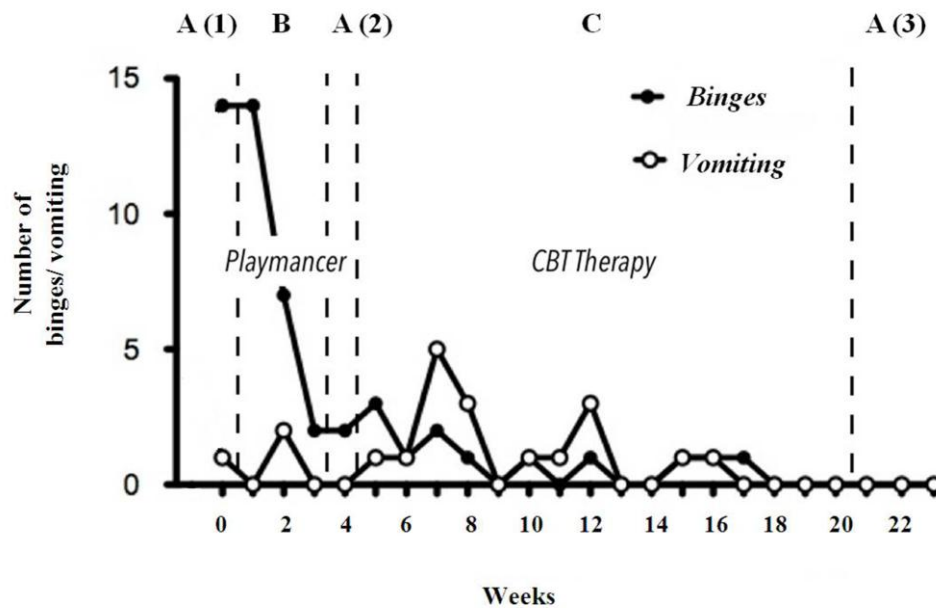 A (1) B A (2) C A (3)
15
Binges
Vomiting
10
Number of
binges/ vomiting
Playmancer
CBT Therapy
5
0
0 2 4 6 8 10 12 14 16 18 20 22
Weeks